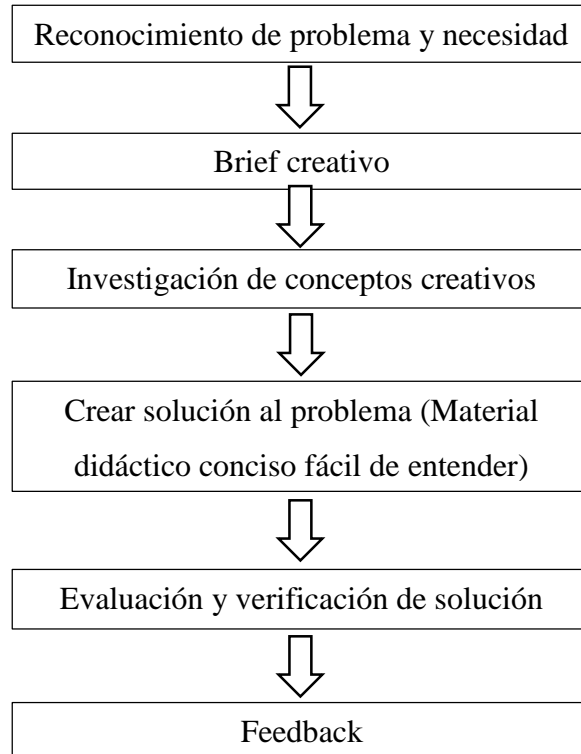 Reconocimiento de problema y necesidad
Brief creativo
Investigación de conceptos creativos
Crear solución al problema (Material
didáctico conciso fácil de entender)
Evaluación y verificación de solución
Feedback